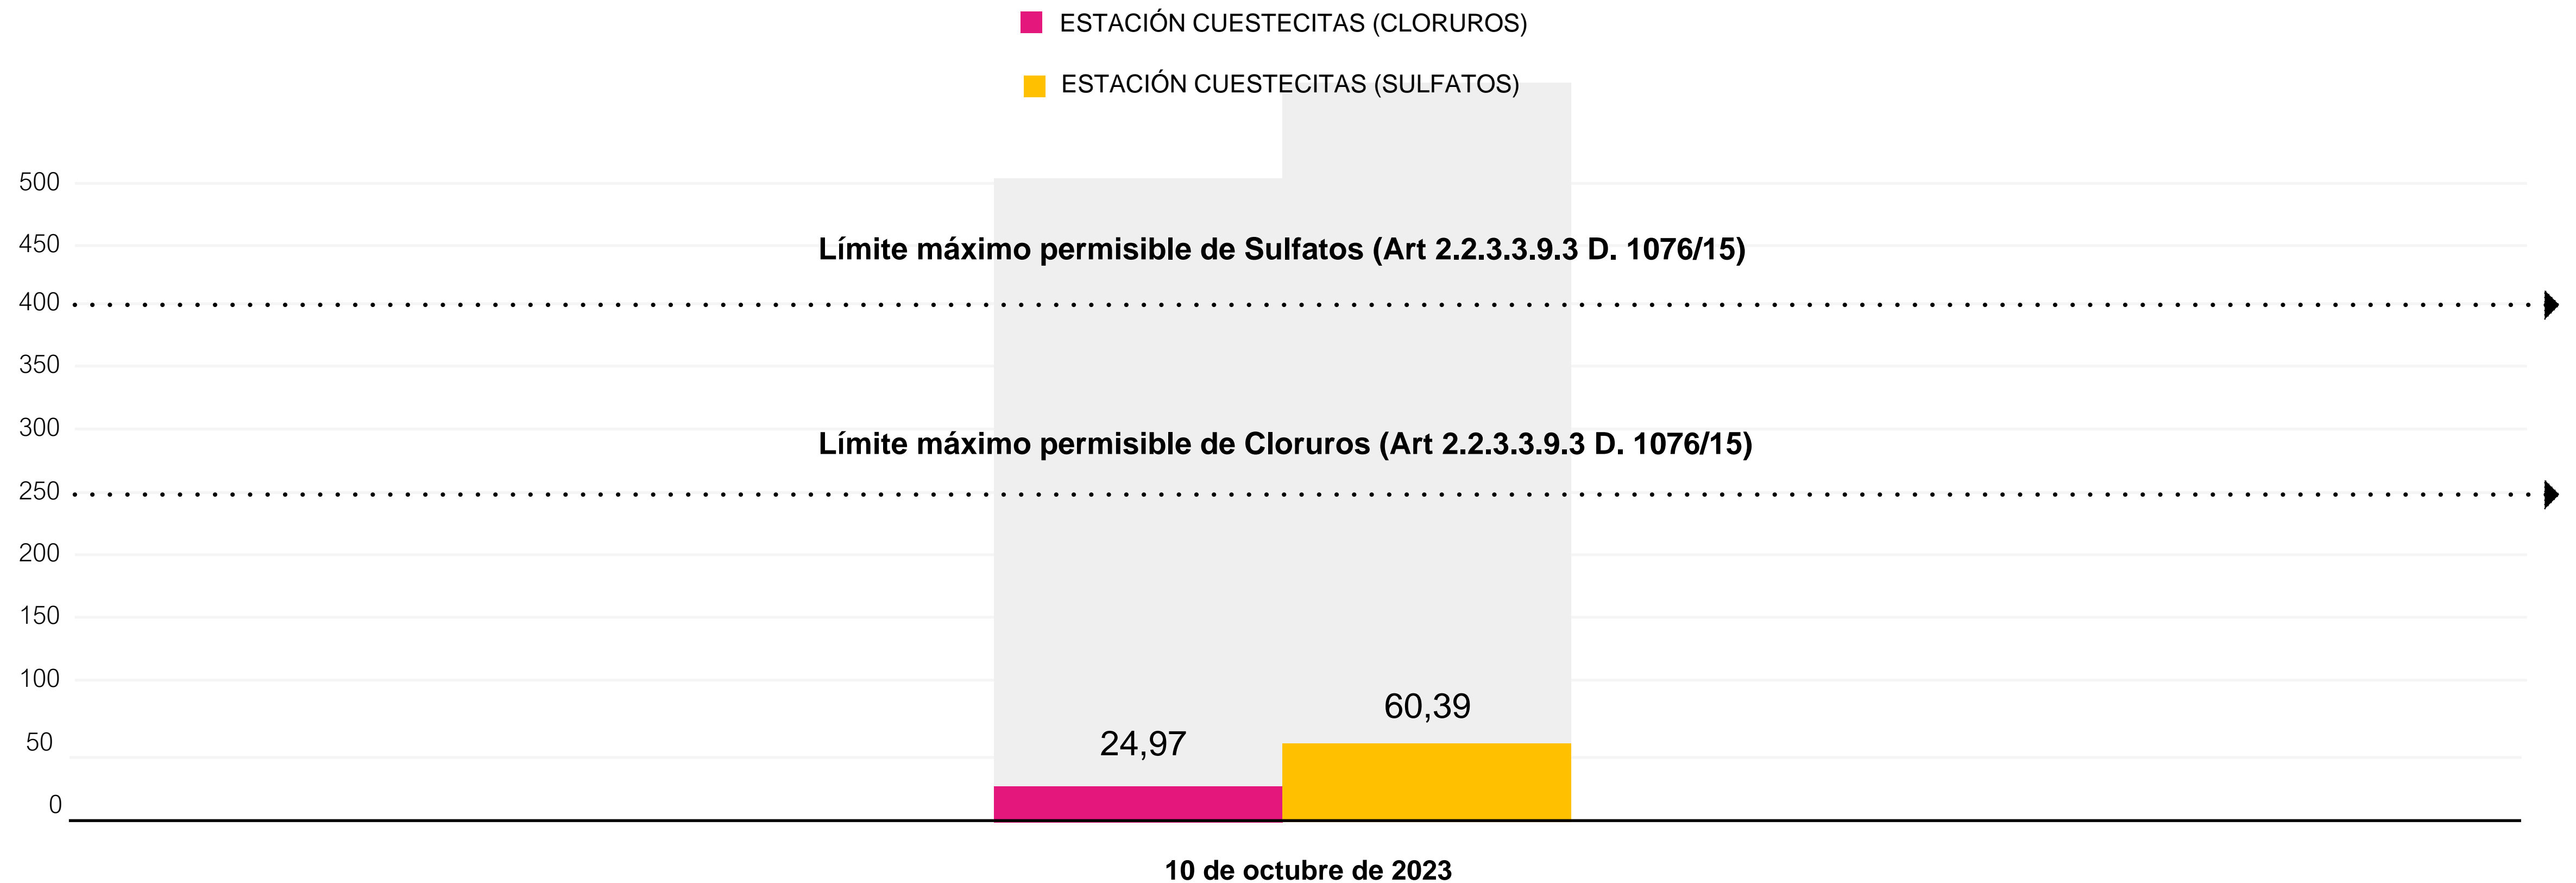 ESTACIÓN CUESTECITAS (CLORUROS)
ESTACIÓN CUESTECITAS (SULFATOS)
500
450
Límite máximo permisible de Sulfatos (Art 2.2.3.3.9.3 D. 1076/15)
400
350
300
Límite máximo permisible de Cloruros (Art 2.2.3.3.9.3 D. 1076/15)
250
200
150
100
60,39
50
24,97
0
10 de octubre de 2023